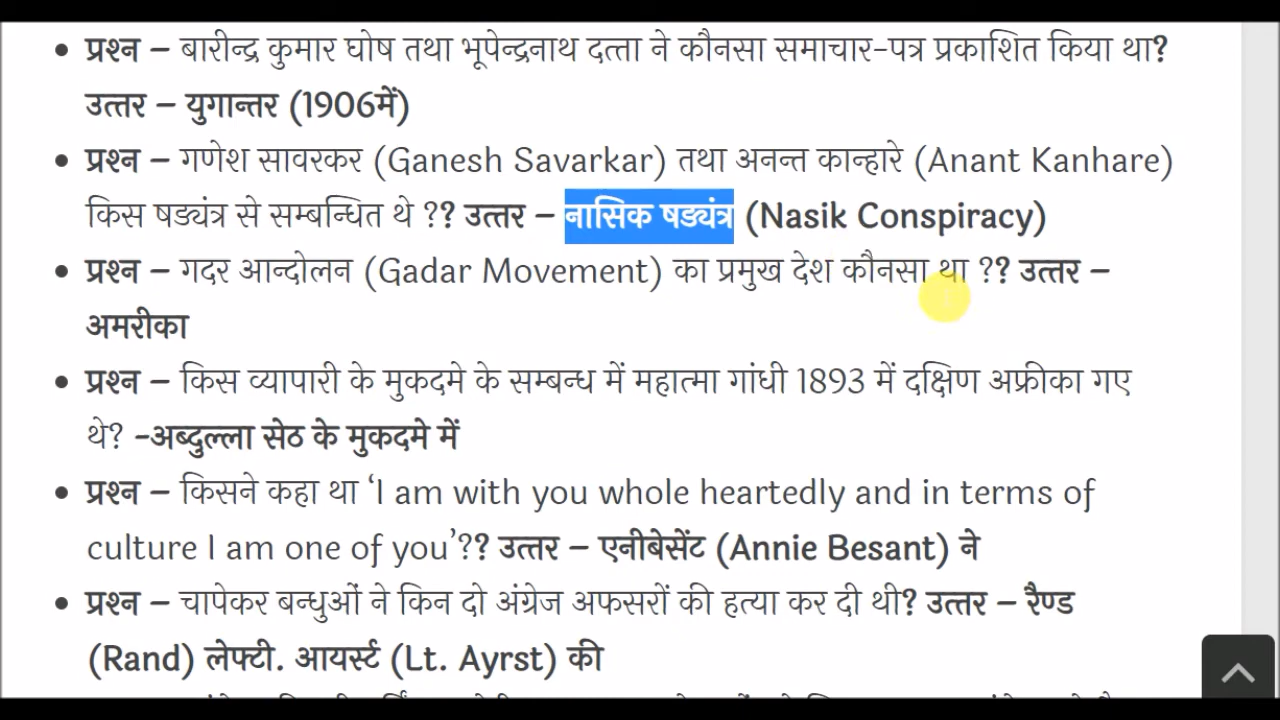 प्रश्न – बारीन्द्र कुमार घोष तथा भूपेन्द्रनाथ दत्ता ने कौनसा समाचार-पत्र प्रकाशित किया था?
उत्तर – युगान्तर (1906में)
प्रश्न – गणेश सावरकर (Ganesh Savarkar) तथा अनन्त कान्हारे (Anant Kanhare)
किस षड्यंत्र से सम्बन्धित थे ?? उत्तर – नासिक षड्यंत्र (Nasik Conspiracy)
प्रश्न – गदर आन्दोलन (Gadar Movement) का प्रमुख देश कौनसा था ?? उत्तर –
अमरीका
प्रश्न – किस व्यापारी के मुकदमे के सम्बन्ध में महात्मा गांधी 1893 में दक्षिण अफ्रीका गए
थे? -अब्दुल्ला सेठ के मुकदमे में
प्रश्न – किसने कहा था ‘I am with you whole heartedly and in terms of
culture I am one of you’?? उत्तर – एनीबेसेंट (Annie Besant) ने
प्रश्न – चापेकर बन्धुओं ने किन दो अंग्रेज अफसरों की हत्या कर दी थी? उत्तर – रैण्ड
(Rand) लेफ्टी. आयर्स्ट (Lt. Ayrst) की